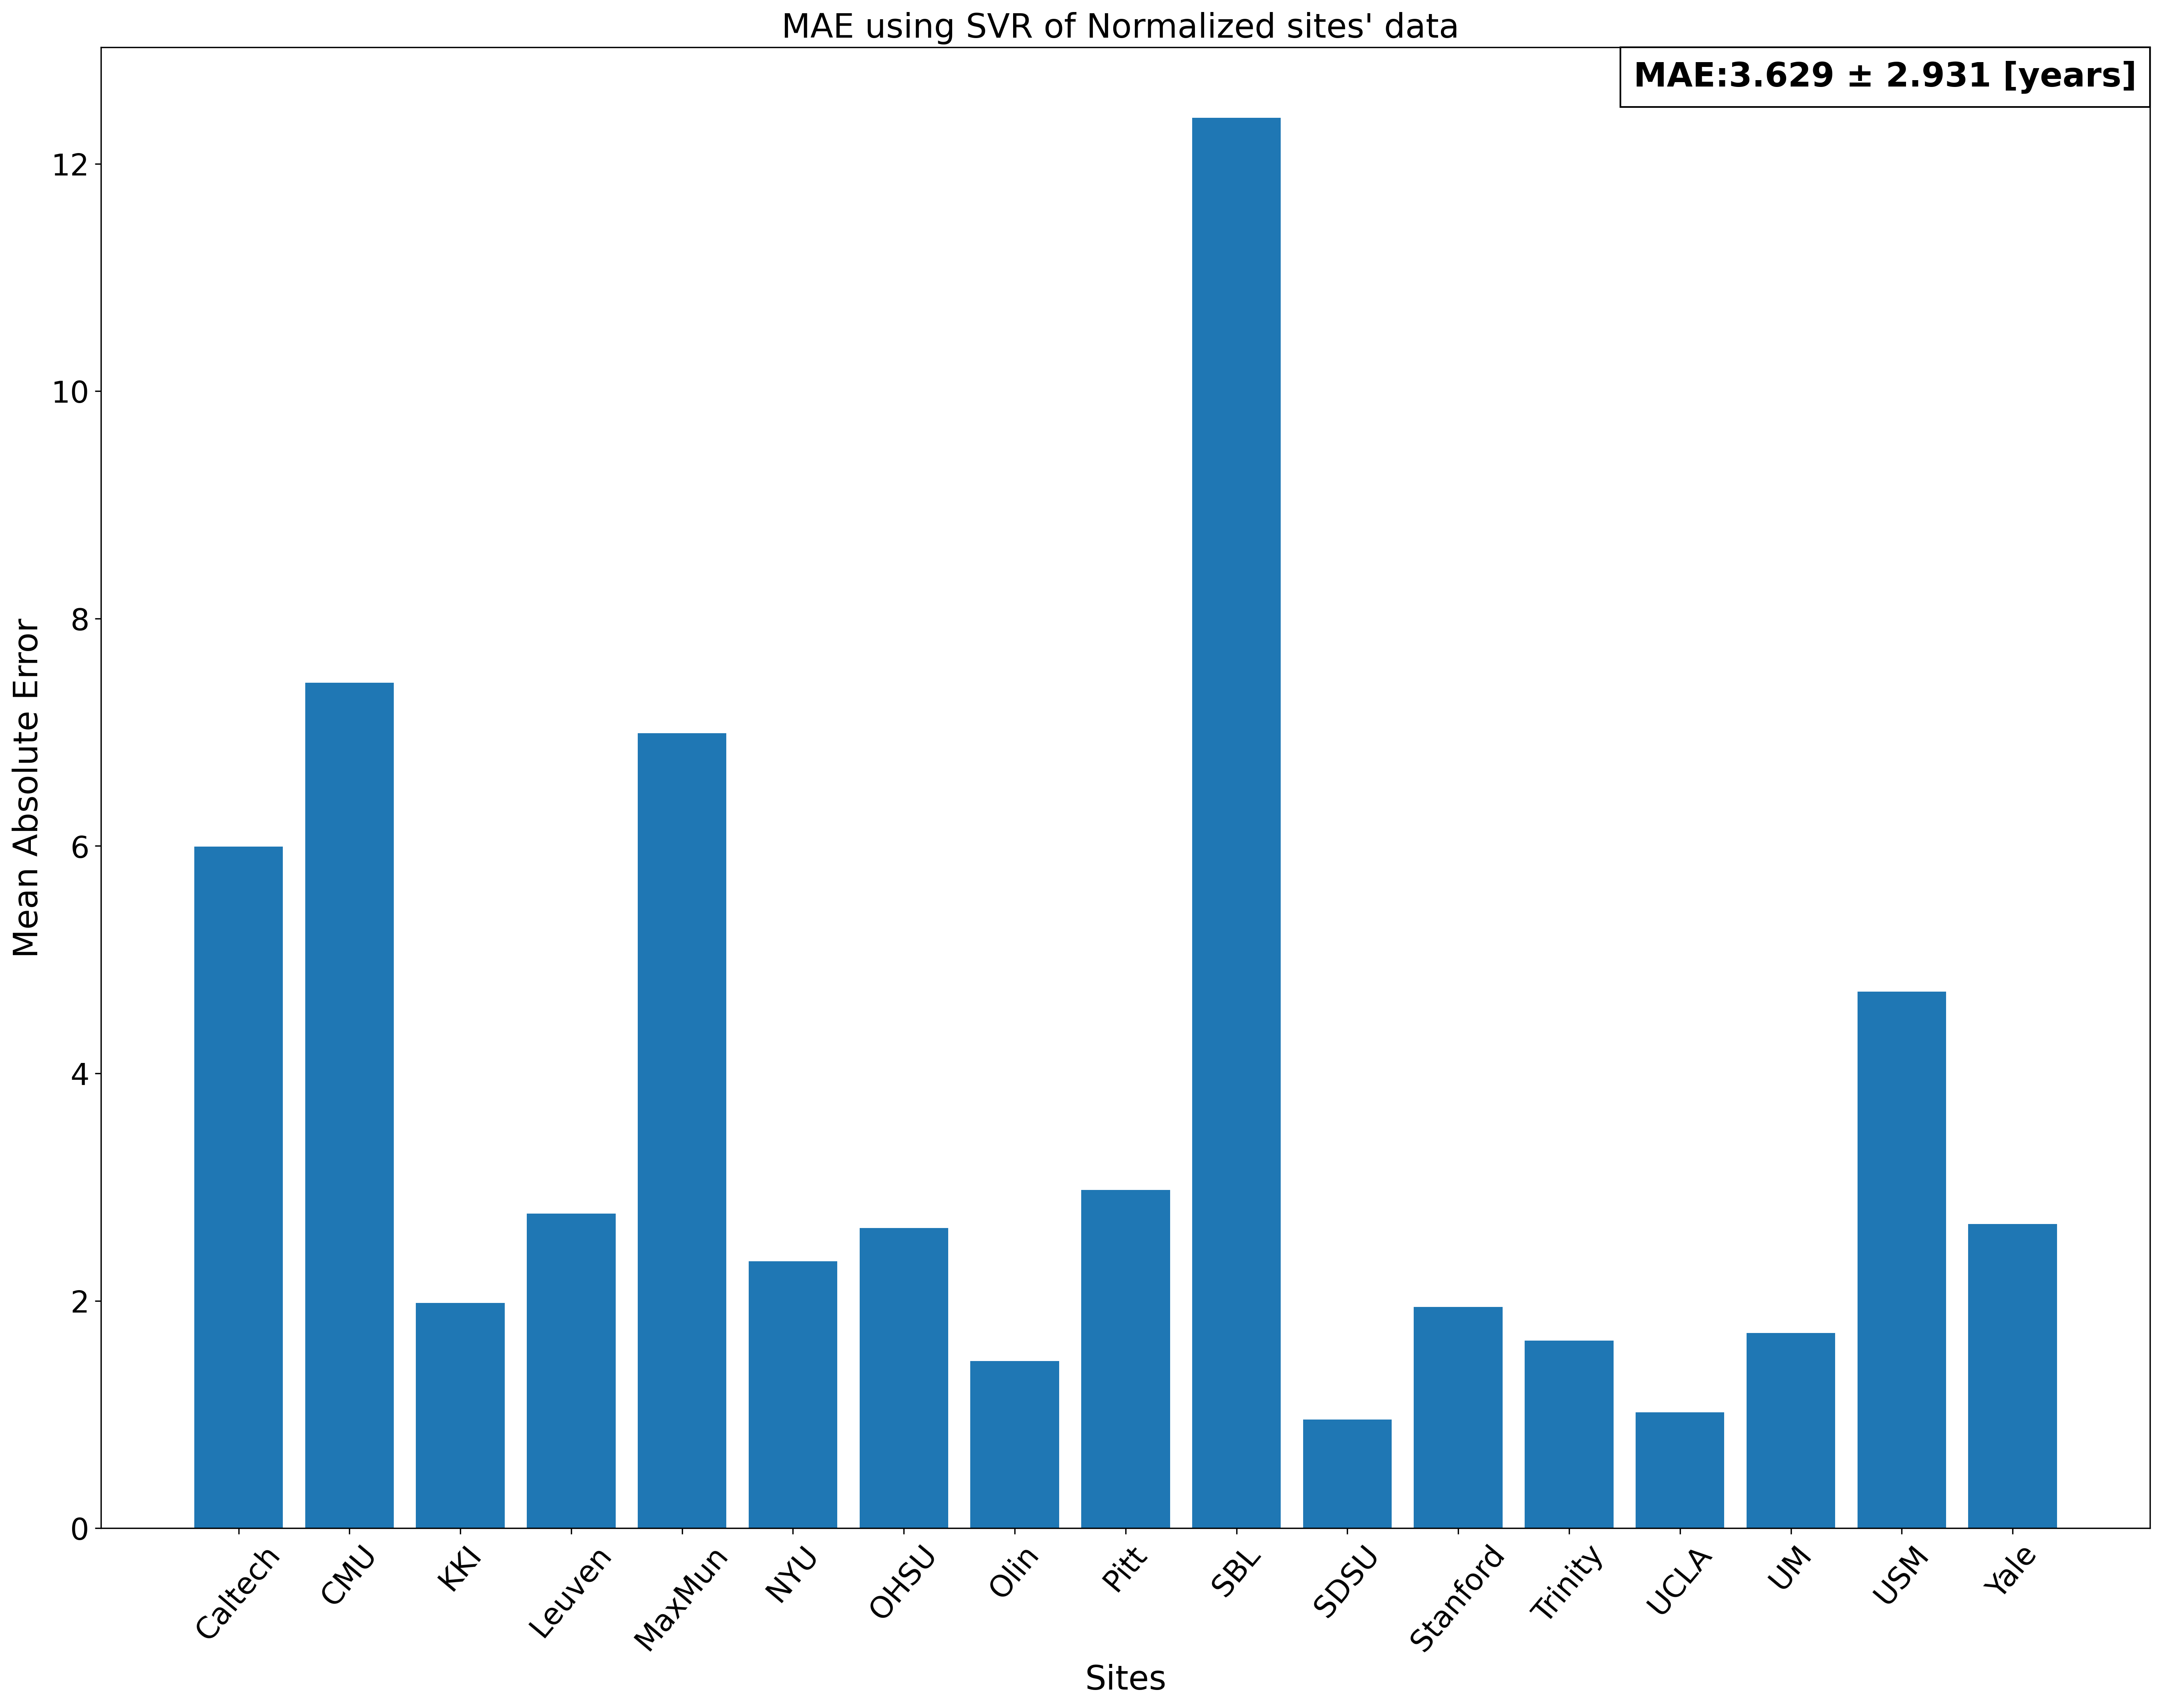 MAE using SVR of Normalized sites' data
MAE:3.629 ± 2.931 [years]
Mean Absolute Error
12
10
8
6
4
2
0
Caltech
CMU
KKI
Leuven
MaxMun
NYU
OHSU
Olin
Pitt
SBL
SDSU
Stanford
Trinity
UCLA
UM
USM
Yale
Sites